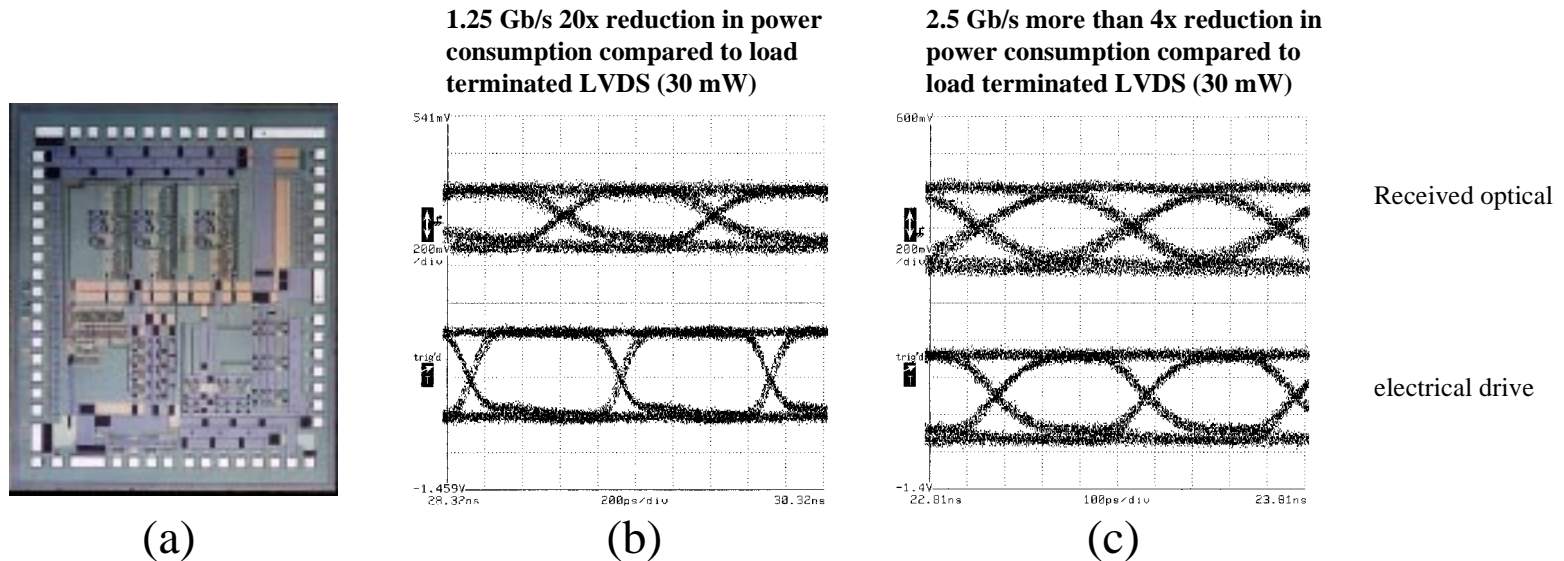 1.25 Gb/s 20x reduction in power
consumption compared to load
terminated LVDS (30 mW)
2.5 Gb/s more than 4x reduction in
power consumption compared to
load terminated LVDS (30 mW)
541mV
200mV
/div
trig'd
-1.459V
28.32ns
200ps/div
30.32ns
600mV
200mV
/div
trig'd
-1.4V
22.81ns
100ps/div
23.81ns
Received optical
electrical drive
(a)
(b)
(c)